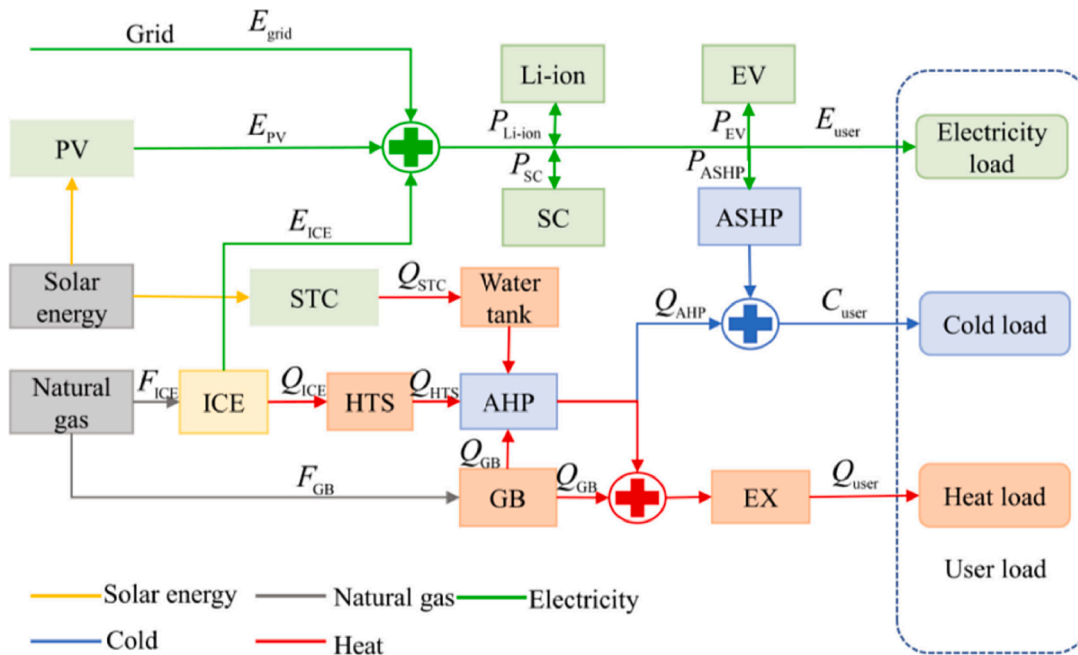 Grid
E_grid
Li-ion
EV
PV
E_PV
P_Li-ion
P_EV
E_user
Electricity
load
P_SC
P_ASHP
SC
ASHP
E_ICE
Solar
energy
STC
Q_STC
Water
tank
Q_AHP
C_user
Cold load
Natural
gas
F_ICE
ICE
Q_ICE
HTS
Q_HTS
AHP
F_GB
Q_GB
GB
Q_GB
EX
Q_user
Heat load
User load
Solar energy
Natural gas
Electricity
Cold
Heat